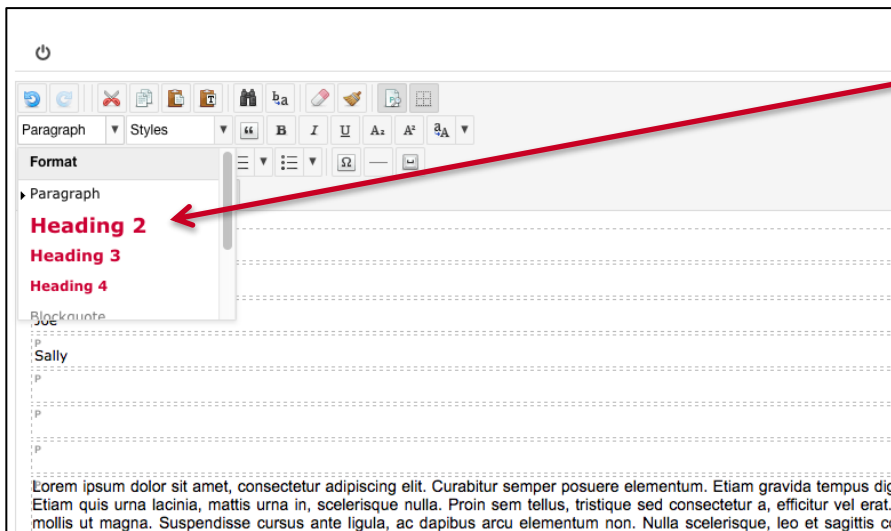 b,a
Paragraph Styles B I U A₂ A² aA
Format Ω —
Paragraph
Heading 2
Heading 3
Heading 4
Blockquote
Joe
P
Sally
P
P
P
Lorem ipsum dolor sit amet, consectetur adipiscing elit. Curabitur semper posuere elementum. Etiam gravida tempus dig
Etiam quis urna lacinia, mattis urna in, scelerisque nulla. Proin sem tellus, tristique sed consectetur a, efficitur vel erat.
mollis ut magna. Suspendisse cursus ante ligula, ac dapibus arcu elementum non. Nulla scelerisque, leo et sagittis